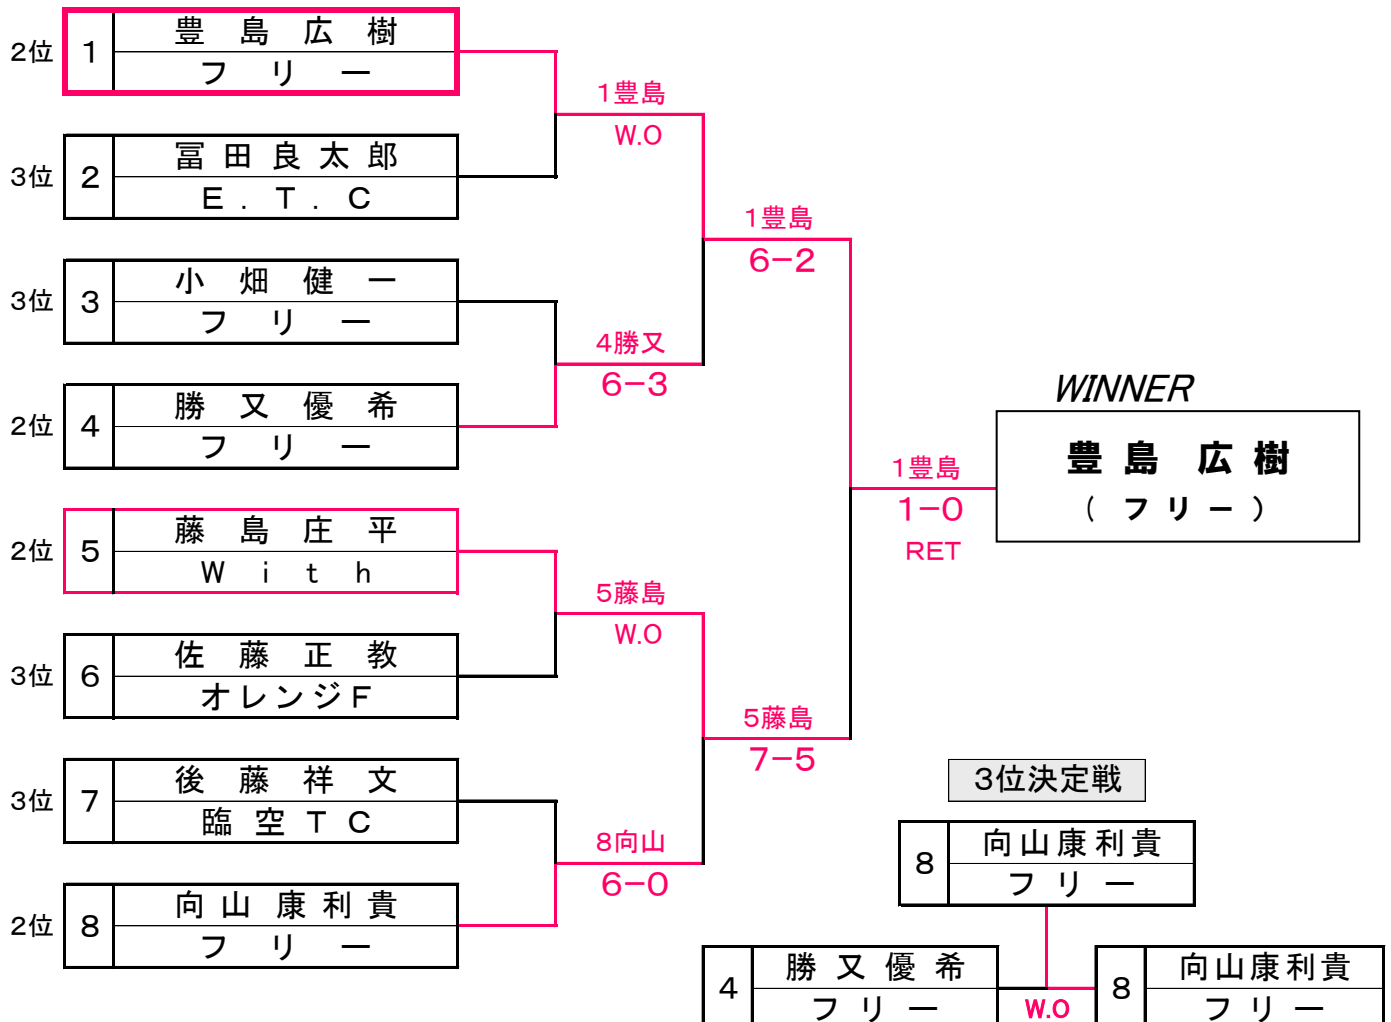 2位 1 豊島広樹
フリー
1豊島
W.O
3位 2 冨田良太郎
E.T.C
1豊島
6-2
3位 3 小畑健一
フリー
4勝又
6-3
2位 4 勝又優希
フリー
WINNER
豊島 広樹
(フリー)
1豊島
1-0
RET
2位 5 藤島庄平
With
5藤島
W.O
3位 6 佐藤正教
オレンジF
5藤島
7-5
3位 7 後藤祥文
臨空TC
8向山
6-0
2位 8 向山康利貴
フリー
3位決定戦
8 向山康利貴
フリー
4 勝又優希
フリー
W.O
8 向山康利貴
フリー